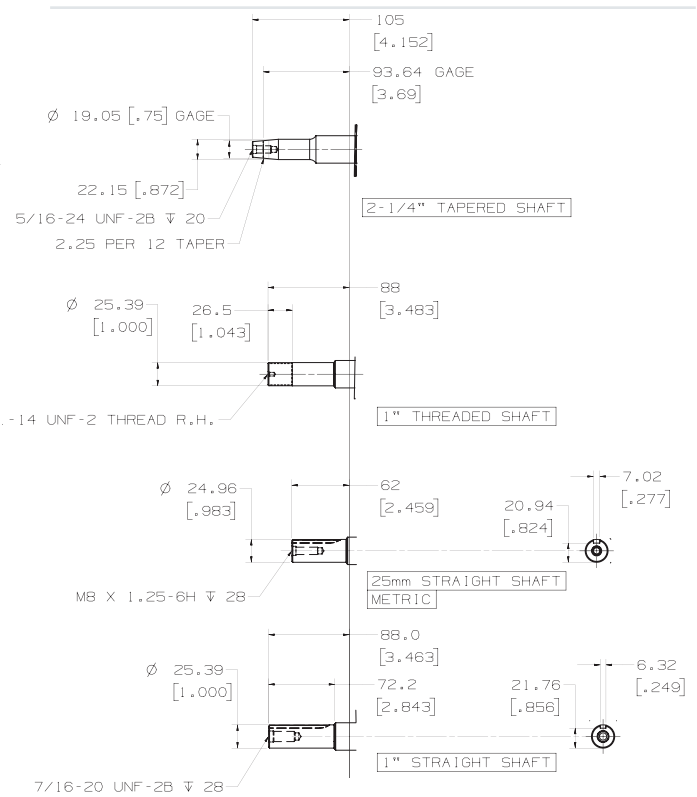 105
[4.152]
93.64 GAGE
[3.69]
Ø 19.05 [.75] GAGE
22.15 [.872]
5/16-24 UNF-2B ↧ 20
2.25 PER 12 TAPER
2-1/4" TAPERED SHAFT
88
[3.483]
Ø 25.39
[1.000]
26.5
[1.043]
.-14 UNF-2 THREAD R.H.
1" THREADED SHAFT
62
[2.459]
Ø 24.96
[.983]
7.02
[.277]
20.94
[.824]
M8 X 1.25-6H ↧ 28
25mm STRAIGHT SHAFT
METRIC
88.0
[3.463]
Ø 25.39
[1.000]
72.2
[2.843]
6.32
[.249]
21.76
[.856]
7/16-20 UNF-2B ↧ 28
1" STRAIGHT SHAFT